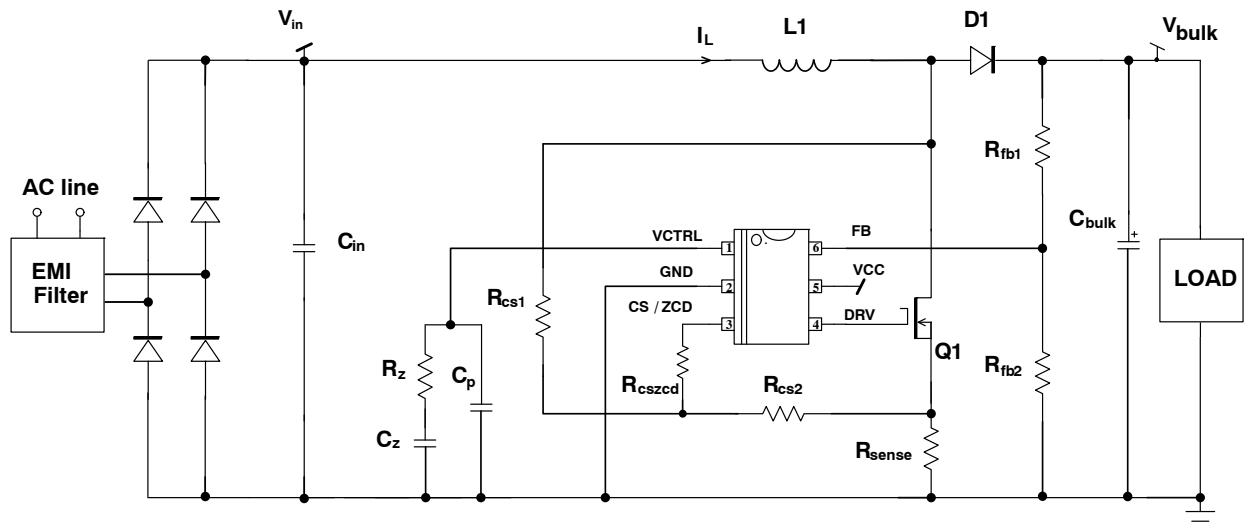 Vin
IL
L1
D1
Vbulk
AC line
EMI
Filter
Cin
Rcs1
VCTRL
GND
CS / ZCD
1
2
3
6
5
4
FB
VCC
DRV
Q1
Rfb1
Cbulk
+
LOAD
Rz
Cp
Cz
Rcszcd
Rcs2
Rsense
Rfb2